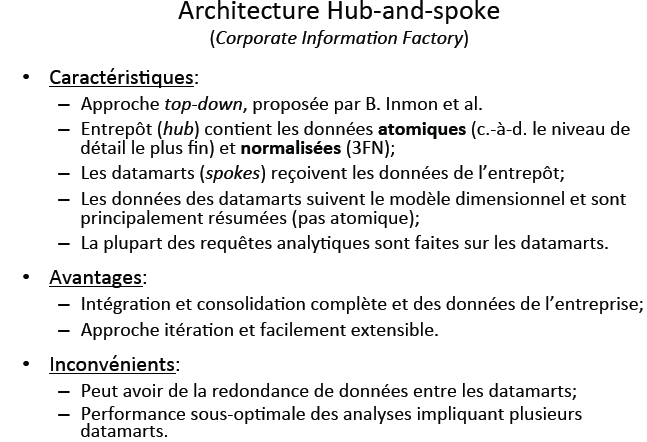 Architecture Hub-and-spoke
(Corporate Information Factory)
• Caractéristiques:
– Approche top-down, proposée par B. Inmon et al.
– Entrepôt (hub) contient les données atomiques (c.-à-d. le niveau de
détail le plus fin) et normalisées (3FN);
– Les datamarts (spokes) reçoivent les données de l'entrepôt;
– Les données des datamarts suivent le modèle dimensionnel et sont
principalement résumées (pas atomique);
– La plupart des requêtes analytiques sont faites sur les datamarts.
• Avantages:
– Intégration et consolidation complète et des données de l'entreprise;
– Approche itération et facilement extensible.
• Inconvénients:
– Peut avoir de la redondance de données entre les datamarts;
– Performance sous-optimale des analyses impliquant plusieurs
datamarts.